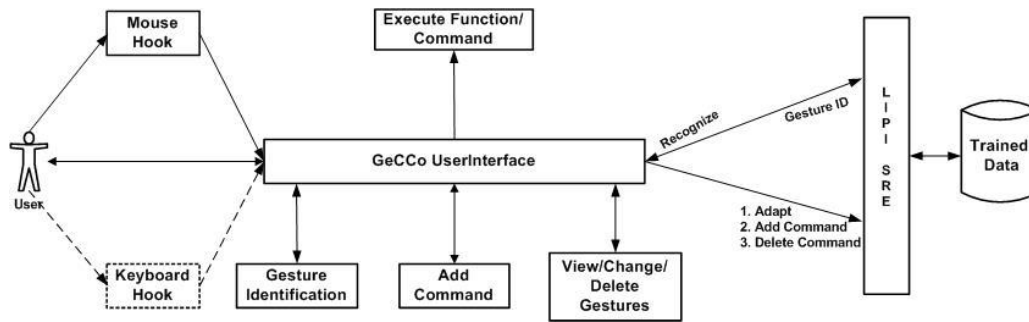 Mouse
Hook
Execute Function/
Command
Recognize
Gesture ID
LIPI SRE
Trained
Data
GeCCo UserInterface
User
1. Adapt
2. Add Command
3. Delete Command
Keyboard
Hook
Gesture
Identification
Add
Command
View/Change/
Delete
Gestures